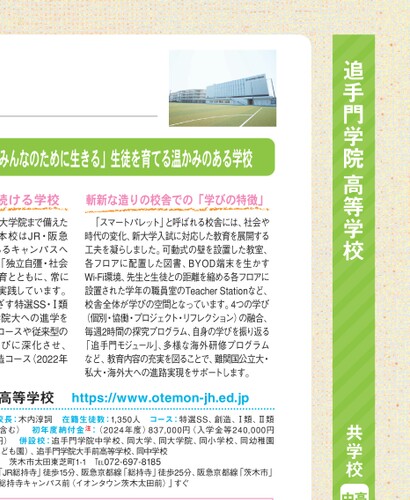 みんなのために生きる」生徒を育てる温かみのある学校
続ける学校
大学院まで備えた
本校はJR・阪急
るキャンパスへ
「独立自彊・社会
育とともに、常に
実践しています。
ざす特選SS・Ⅰ類
院大への進学を
コースや従来型の
びに深化させ、
造コース(2022年
斬新な造りの校舎での「学びの特徴」
「スマートパレット」と呼ばれる校舎には、社会や
時代の変化、新大学入試に対応した教育を展開する
工夫を凝らしました。可動式の壁を設置した教室、
各フロアに配置した図書、BYOD端末を生かす
Wi-Fi環境、先生と生徒との距離を縮める各フロアに
設置された学年の職員室のTeacher Stationなど、
校舎全体が学びの空間となっています。4つの学び
(個別・協働・プロジェクト・リフレクション)の融合、
毎週2時間の探究プログラム、自身の学びを振り返る
「追手門モジュール」、多様な海外研修プログラム
など、教育内容の充実を図ることで、難関国公立大・
私大・海外大への進路実現をサポートします。
高等学校 https://www.otemon-jh.ed.jp
校長：木内淳詞 在籍生徒数：1,350人 コース：特選SS、創造、Ⅰ類、Ⅱ類
含む) 初年度納付金注：(2024年度)837,000円(入学金等240,000円
円) 併設校：追手門学院中学校、同大学、同大学院、同小学校、同幼稚園
ども園)、追手門学院大手前高等学校、同中学校
茨木市太田東芝町1-1 Tel.072-697-8185
「JR総持寺」徒歩15分、阪急京都線「総持寺」徒歩25分、阪急京都線「茨木市」
総持寺キャンパス前(イオンタウン茨木太田前)」すぐ
追手門学院 高等学校
共学校
中高